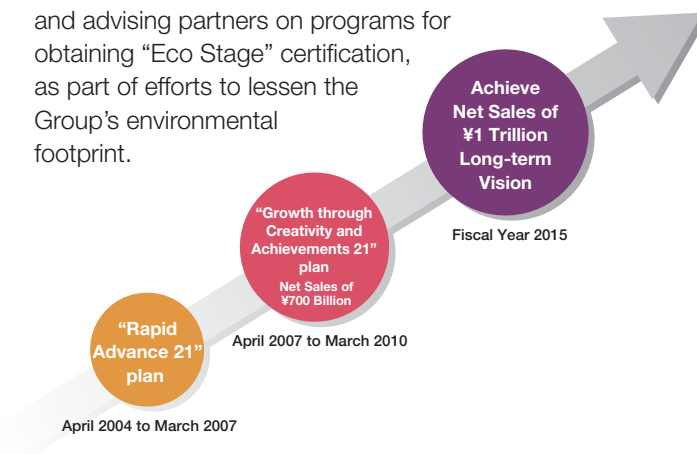 and advising partners on programs for
obtaining “Eco Stage” certification,
as part of efforts to lessen the
Group’s environmental
footprint.
Achieve
Net Sales of
¥1 Trillion
Long-term
Vision
Fiscal Year 2015
“Growth through
Creativity and
Achievements 21”
plan
Net Sales of
¥700 Billion
April 2007 to March 2010
“Rapid
Advance 21”
plan
April 2004 to March 2007